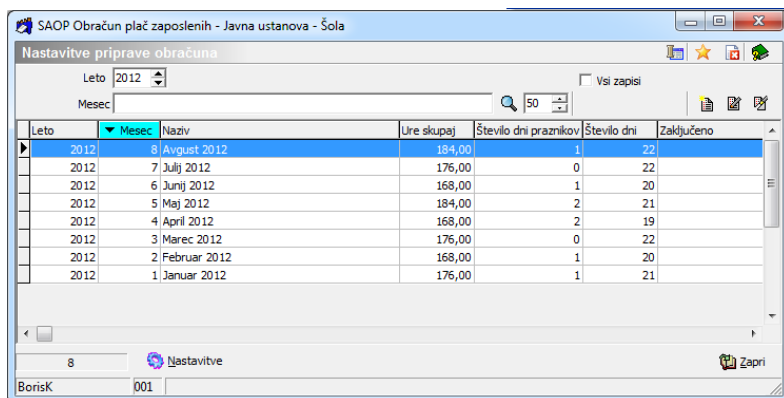 SAOP Obračun plač zaposlenih - Javna ustanova - Šola
Nastavitve priprave obračuna
Leto 2012 Vsi zapisi
Mesec 50
Leto Mesec Naziv Ure skupaj Število dni praznikov Število dni Zaključeno
2012 8 Avgust 2012 184,00 1 22
2012 7 Julij 2012 176,00 0 22
2012 6 Junij 2012 168,00 1 20
2012 5 Maj 2012 184,00 2 21
2012 4 April 2012 168,00 2 19
2012 3 Marec 2012 176,00 0 22
2012 2 Februar 2012 168,00 1 20
2012 1 Januar 2012 176,00 1 21
8 Nastavitve Zapri
BorisK 001